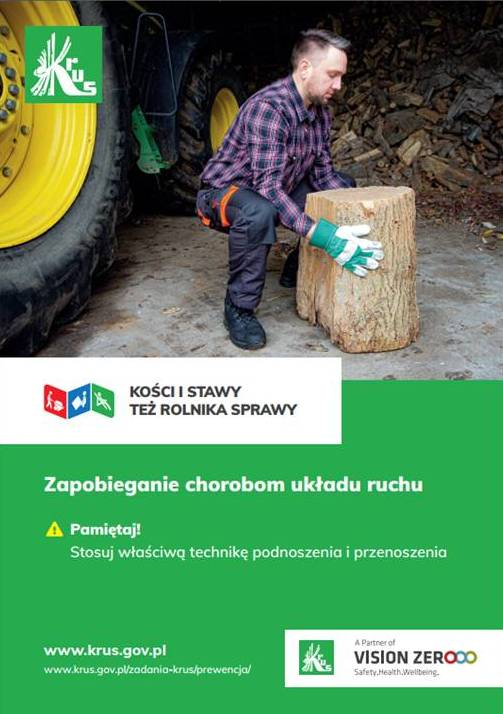 Krus
KOŚCI I STAWY
TEŻ ROLNIKA SPRAWY
Zapobieganie chorobom układu ruchu
Pamiętaj!
Stosuj właściwą technikę podnoszenia i przenoszenia
www.krus.gov.pl
www.krus.gov.pl/zadania-krus/prewencja/
Krus
A Partner of
VISION ZERO
Safety.Health.Wellbeing.